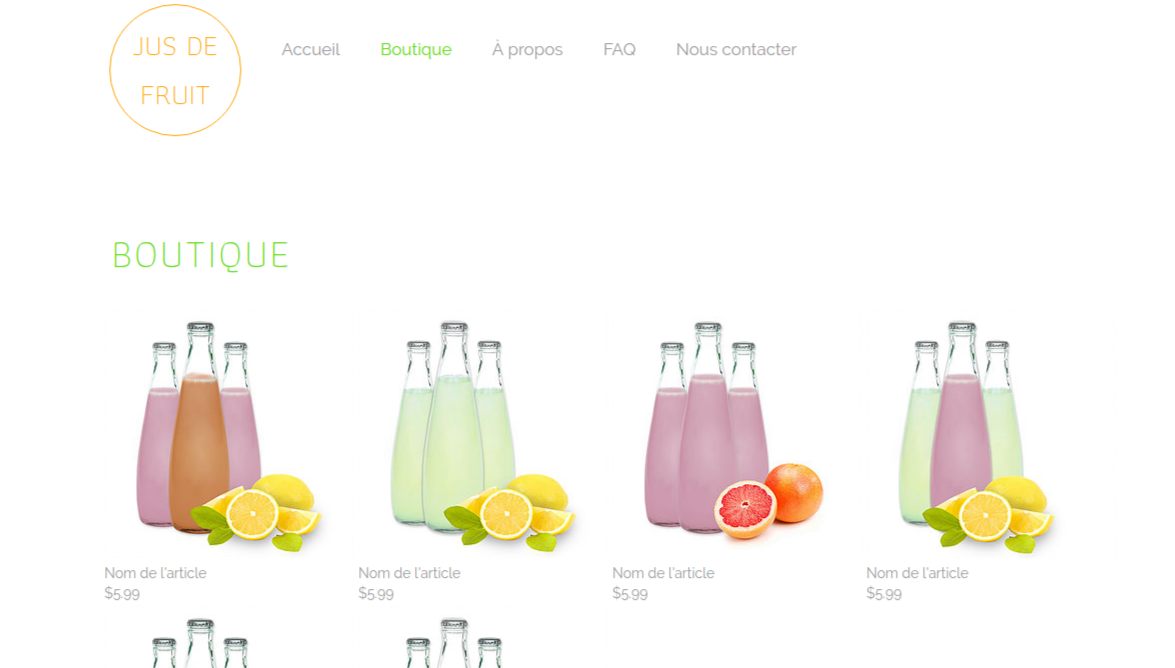 JUS DE
FRUIT
Accueil Boutique À propos FAQ Nous contacter
BOUTIQUE
Nom de l'article Nom de l'article Nom de l'article Nom de l'article
$5.99 $5.99 $5.99 $5.99